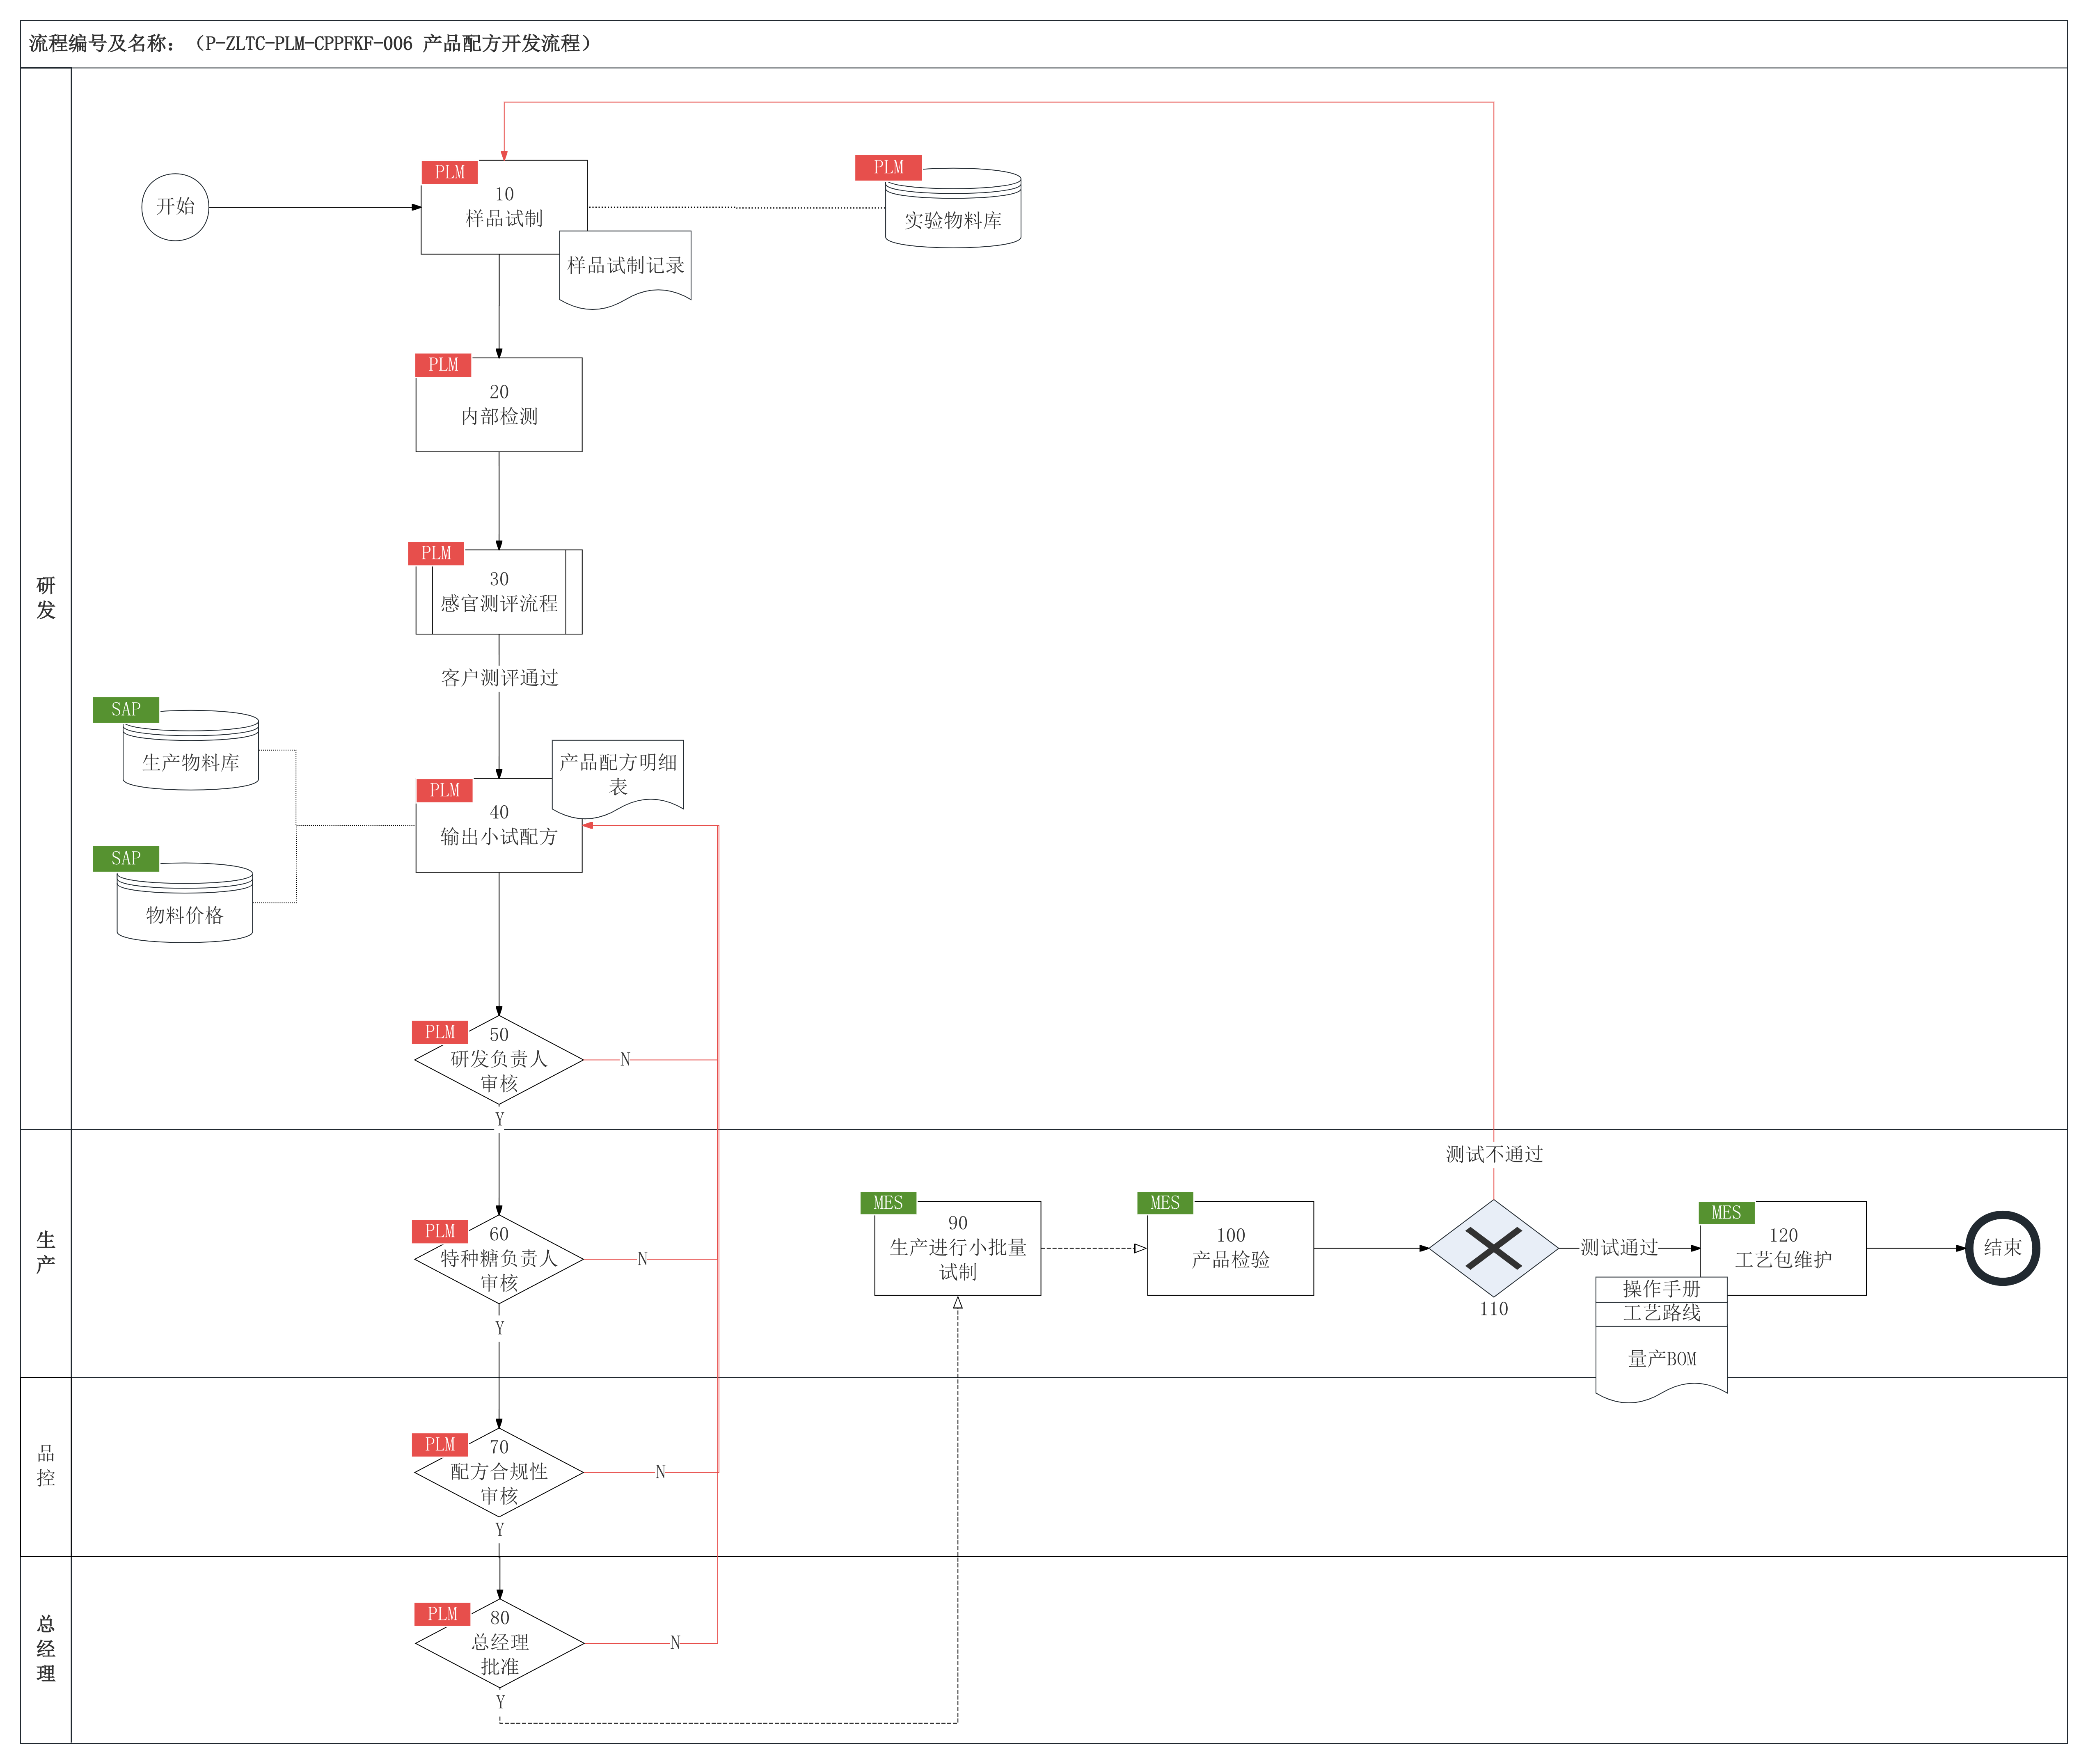 流程编号及名称：（P-ZLTC-PLM-CPPFKF-006 产品配方开发流程）
研
发
开始
PLM
10
样品试制
样品试制记录
PLM
实验物料库
PLM
20
内部检测
PLM
30
感官测评流程
客户测评通过
SAP
生产物料库
SAP
物料价格
产品配方明细
表
PLM
40
输出小试配方
PLM
50
研发负责人
审核
N
Y
生
产
PLM
60
特种糖负责人
审核
N
Y
MES
90
生产进行小批量
试制
MES
100
产品检验
测试不通过
110
测试通过
MES
120
工艺包维护
操作手册
工艺路线
量产BOM
结束
品
控
PLM
70
配方合规性
审核
N
Y
总
经
理
PLM
80
总经理
批准
N
Y